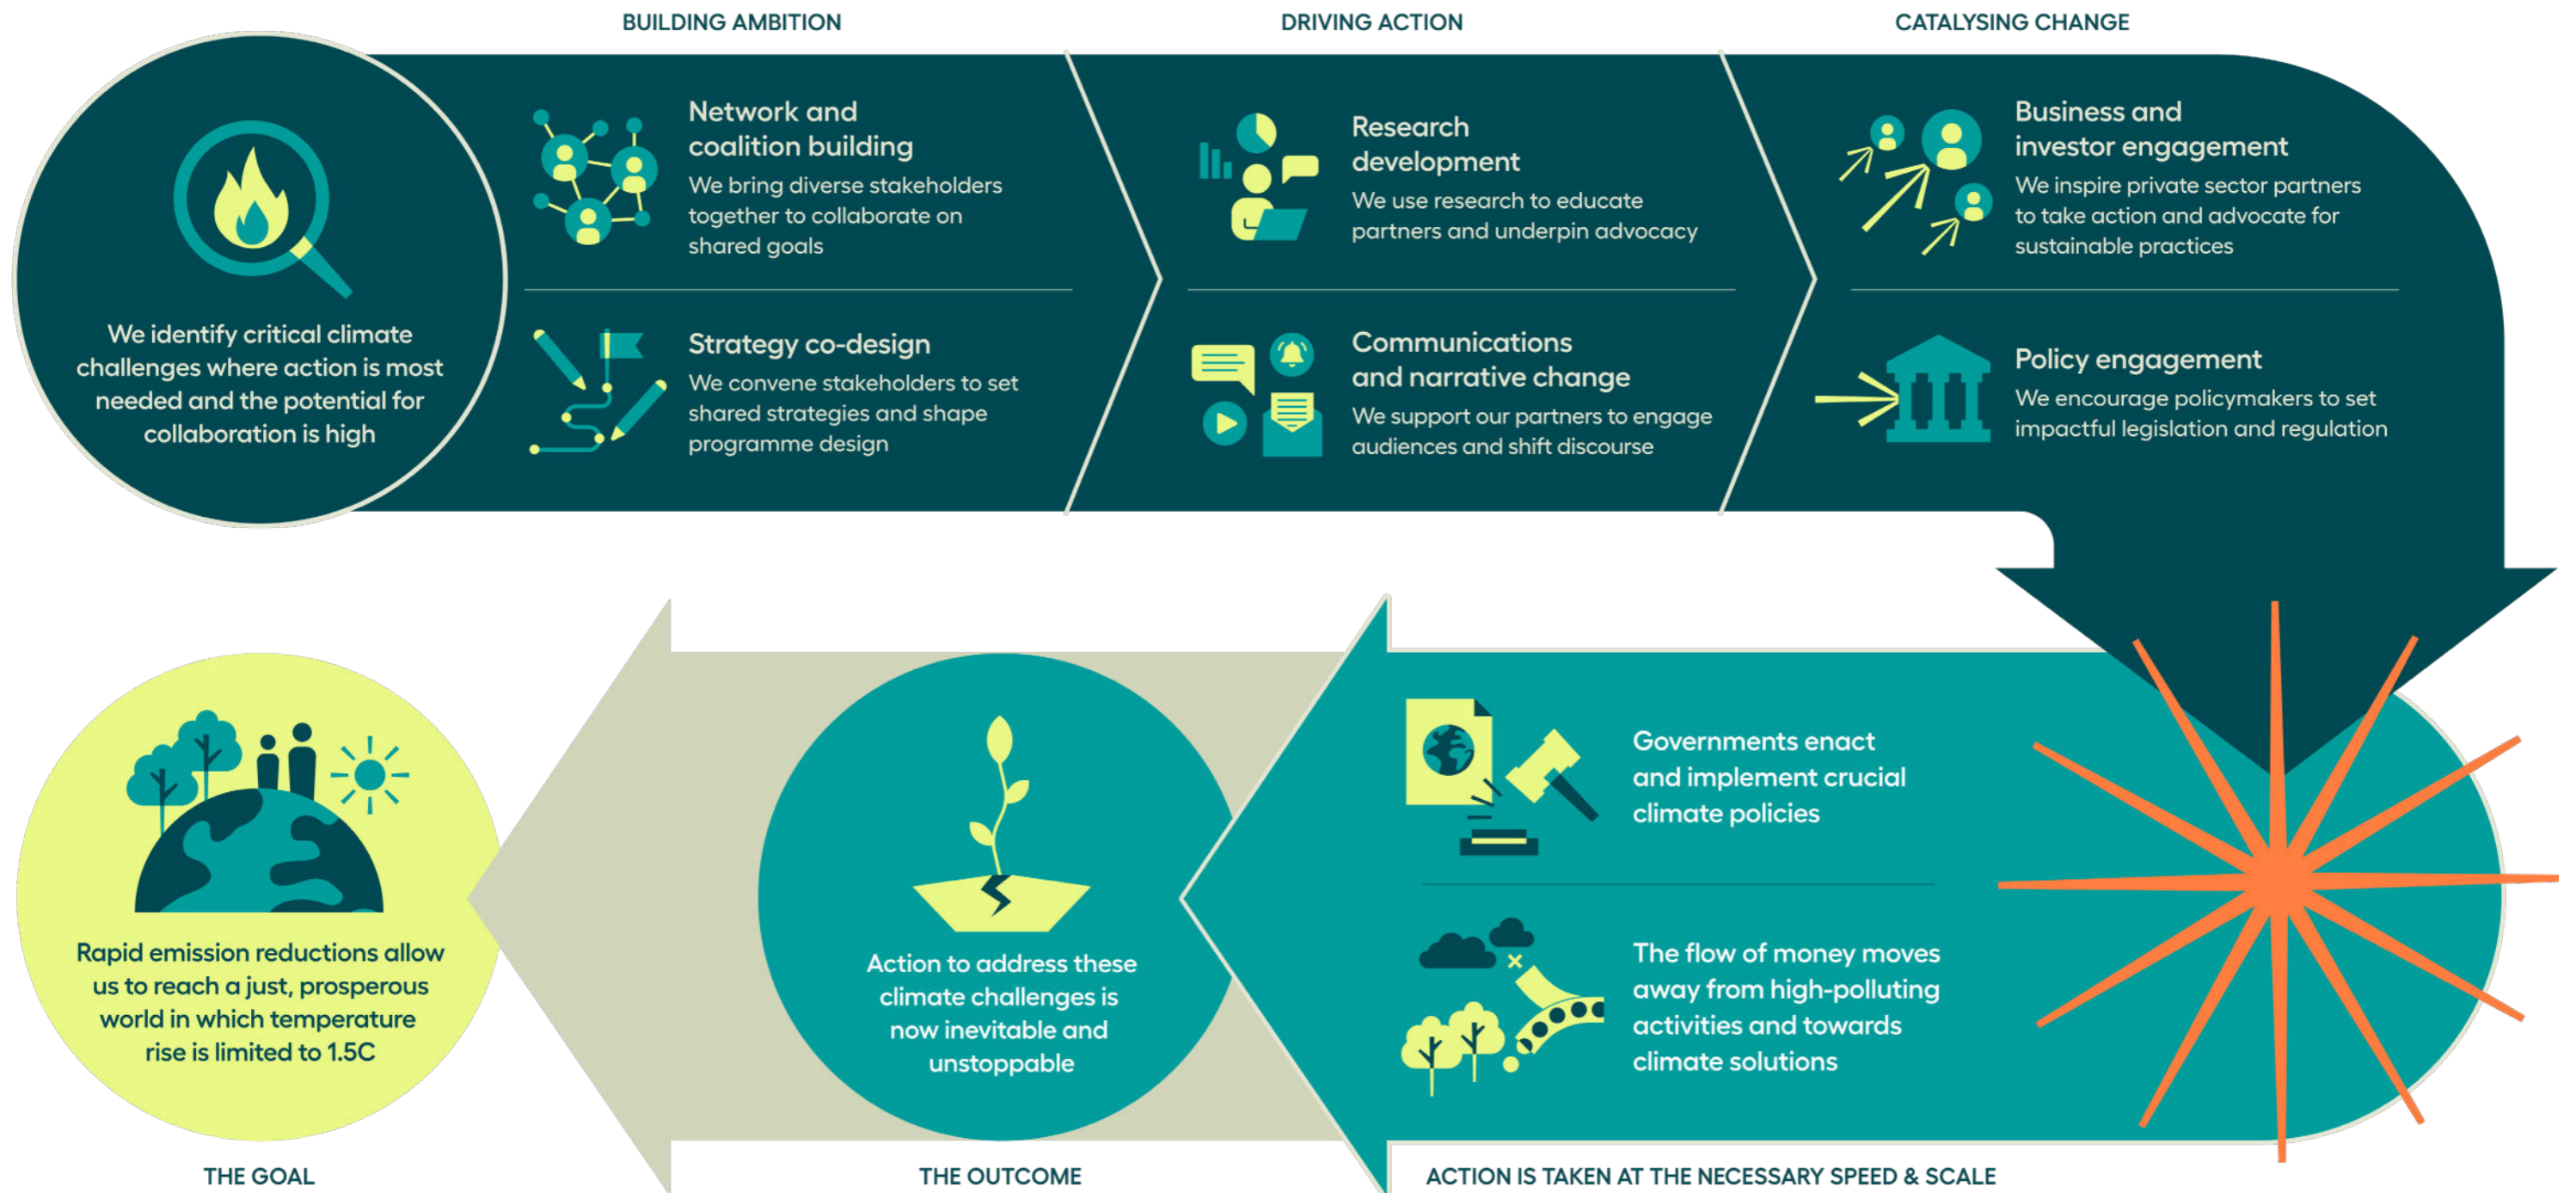 BUILDING AMBITION
DRIVING ACTION
CATALYSING CHANGE
We identify critical climate
challenges where action is most
needed and the potential for
collaboration is high
Network and
coalition building
We bring diverse stakeholders
together to collaborate on
shared goals
Strategy co-design
We convene stakeholders to set
shared strategies and shape
programme design
Research
development
We use research to educate
partners and underpin advocacy
Communications
and narrative change
We support our partners to engage
audiences and shift discourse
Business and
investor engagement
We inspire private sector partners
to take action and advocate for
sustainable practices
Policy engagement
We encourage policymakers to set
impactful legislation and regulation
Governments enact
and implement crucial
climate policies
The flow of money moves
away from high-polluting
activities and towards
climate solutions
ACTION IS TAKEN AT THE NECESSARY SPEED & SCALE
Action to address these
climate challenges is
now inevitable and
unstoppable
THE OUTCOME
Rapid emission reductions allow
us to reach a just, prosperous
world in which temperature
rise is limited to 1.5C
THE GOAL